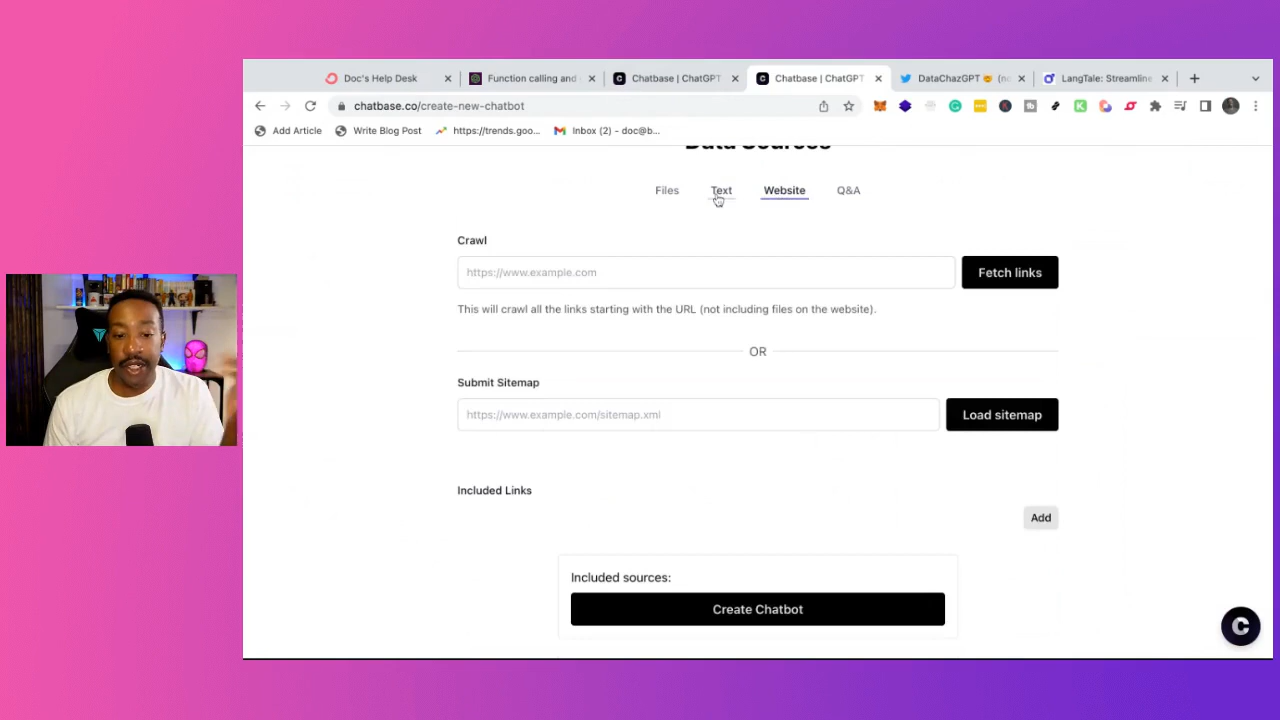 Doc's Help Desk
Function calling and
Chatbase | ChatGPT
Chatbase | ChatGPT
DataChazGPT 🤯 (no
LangTale: Streamline
chatbase.co/create-new-chatbot
Add Article
Write Blog Post
https://trends.goo...
Inbox (2) - doc@b...
Data Sources
Files
Text
Website
Q&A
Crawl
https://www.example.com
Fetch links
This will crawl all the links starting with the URL (not including files on the website).
OR
Submit Sitemap
https://www.example.com/sitemap.xml
Load sitemap
Included Links
Add
Included sources:
Create Chatbot
C